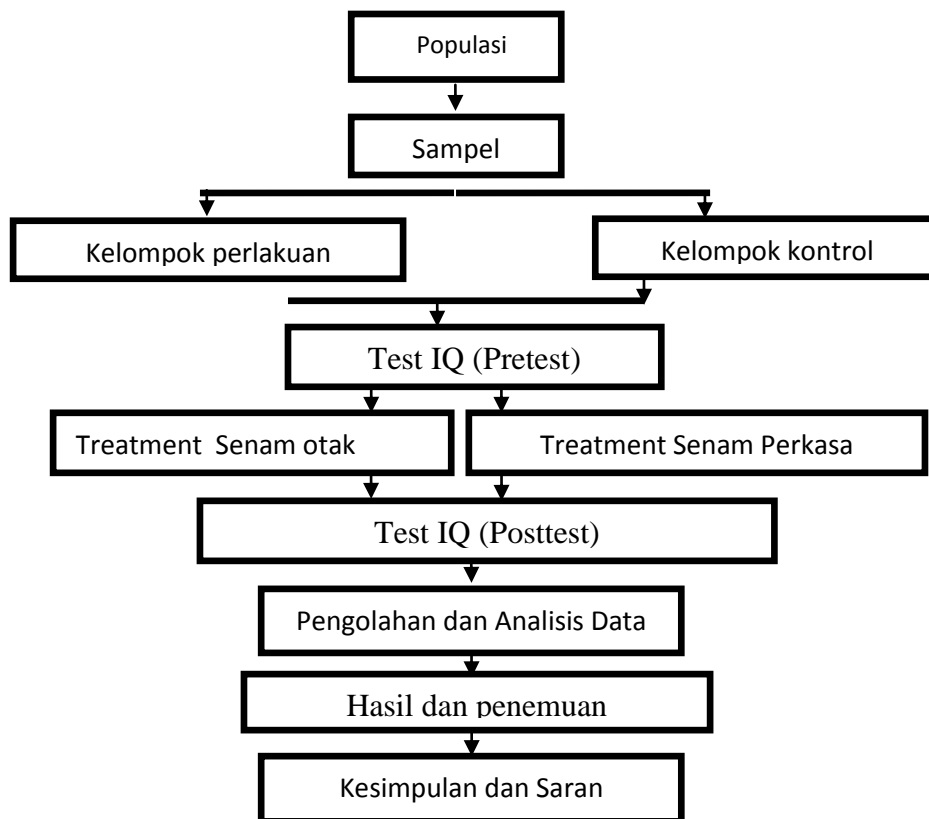 Populasi
Sampel
Kelompok perlakuan
Kelompok kontrol
Test IQ (Pretest)
Treatment Senam otak
Treatment Senam Perkasa
Test IQ (Posttest)
Pengolahan dan Analisis Data
Hasil dan penemuan
Kesimpulan dan Saran